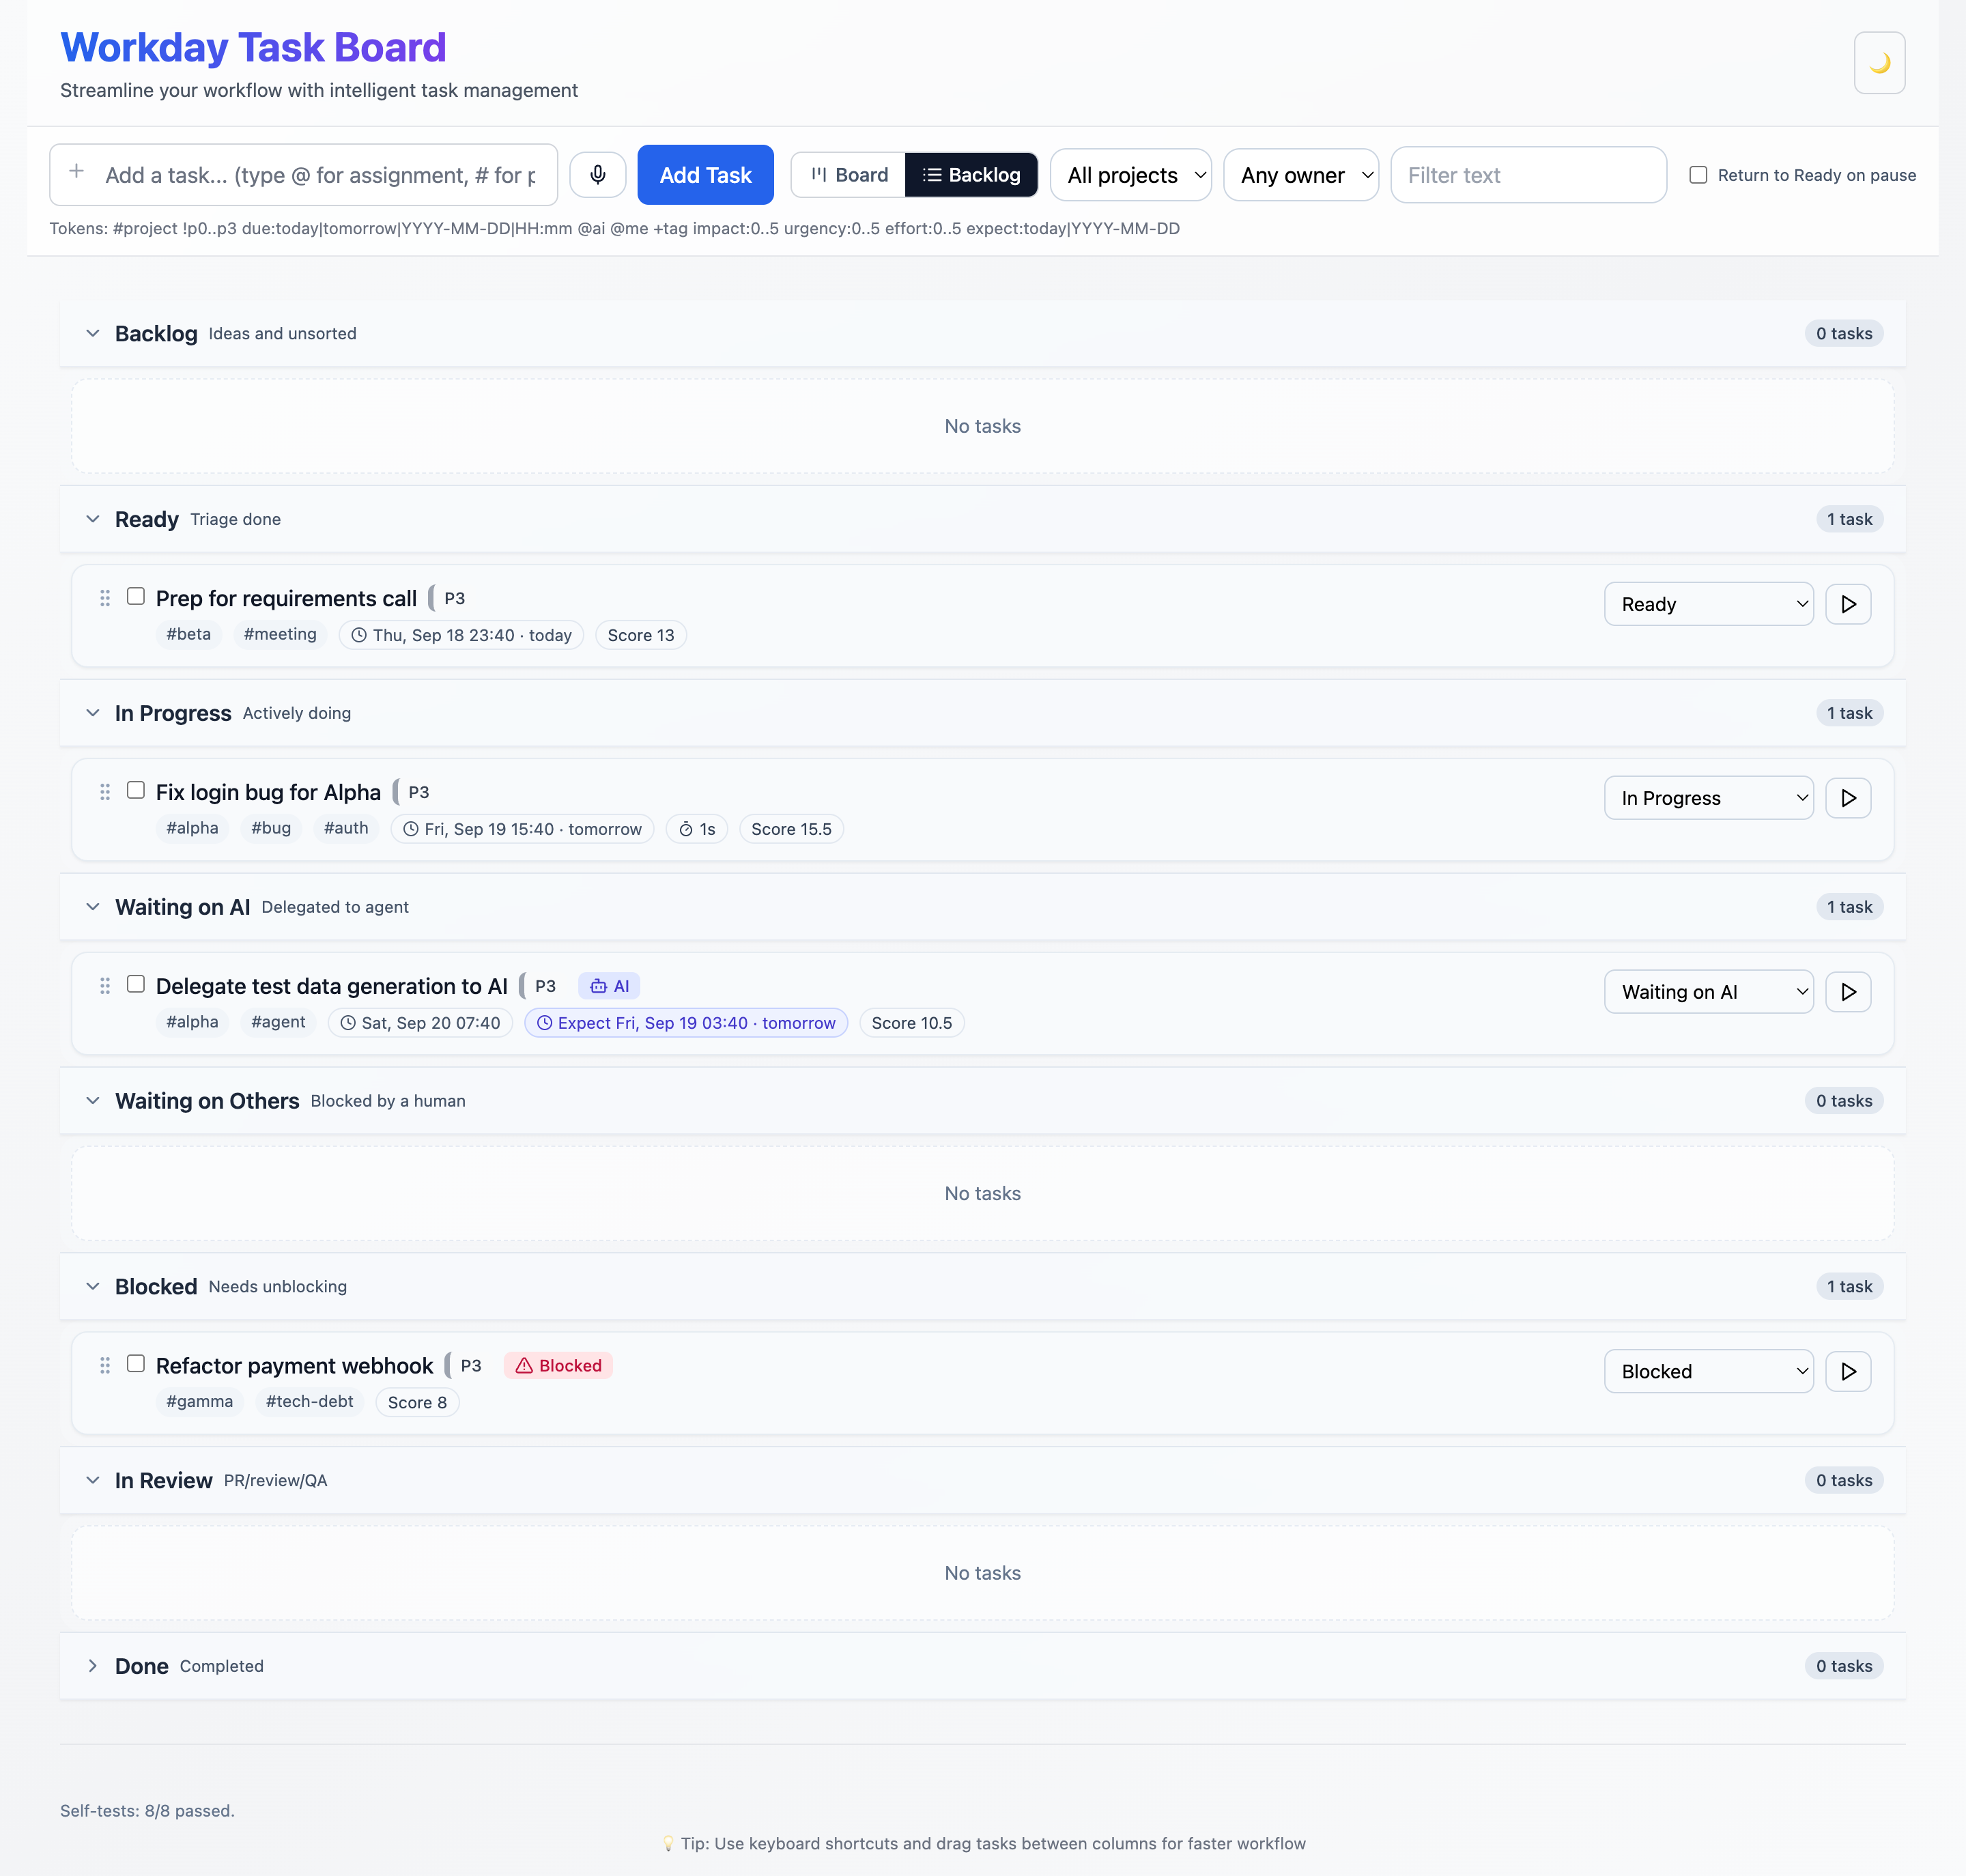 Workday Task Board
Streamline your workflow with intelligent task management
Add a task... (type @ for assignment, # for p
Add Task
Board
Backlog
All projects
Any owner
Filter text
Return to Ready on pause
Tokens: #project !p0..p3 due:today|tomorrow|YYYY-MM-DD|HH:mm @ai @me +tag impact:0..5 urgency:0..5 effort:0..5 expect:today|YYYY-MM-DD
Backlog Ideas and unsorted 0 tasks
No tasks
Ready Triage done 1 task
Prep for requirements call P3 Ready
#beta #meeting Thu, Sep 18 23:40 · today Score 13
In Progress Actively doing 1 task
Fix login bug for Alpha P3 In Progress
#alpha #bug #auth Fri, Sep 19 15:40 · tomorrow 1s Score 15.5
Waiting on AI Delegated to agent 1 task
Delegate test data generation to AI P3 AI Waiting on AI
#alpha #agent Sat, Sep 20 07:40 Expect Fri, Sep 19 03:40 · tomorrow Score 10.5
Waiting on Others Blocked by a human 0 tasks
No tasks
Blocked Needs unblocking 1 task
Refactor payment webhook P3 Blocked Blocked
#gamma #tech-debt Score 8
In Review PR/review/QA 0 tasks
No tasks
Done Completed 0 tasks
Self-tests: 8/8 passed.
💡 Tip: Use keyboard shortcuts and drag tasks between columns for faster workflow